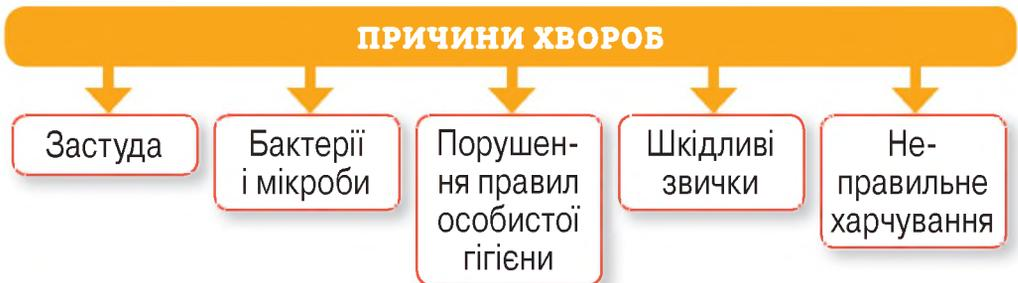 ПРИЧИНИ ХВОРОБ
Застуда
Бактерії
і мікроби
Порушен-
ня правил
особистої
гігієни
Шкідливі
звички
Не-
правильне
харчування